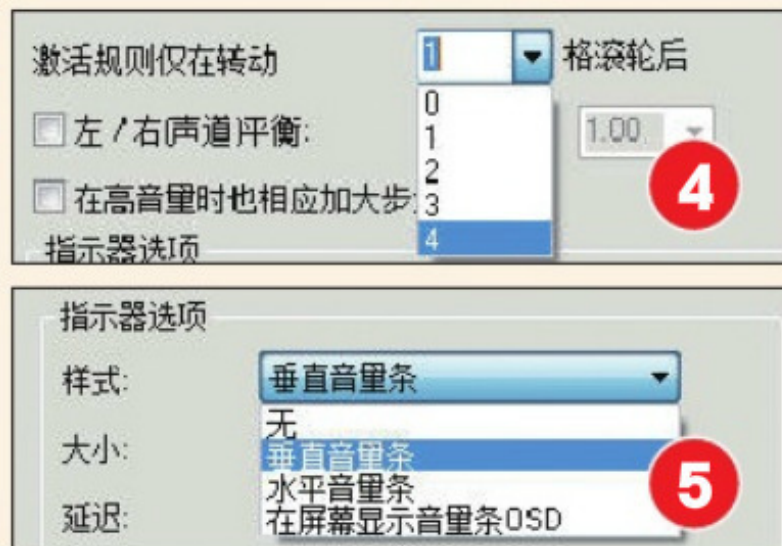 激活规则仅在转动 1 格滚轮后
0
左/右[声道]平衡: 1 1.00
2
在高音量时也相应加大步 3
4
指示器选项
4
指示器选项
样式: 垂直音量条
无
大小: 垂直音量条
水平音量条
延迟: 在屏幕显示音量条OSD
5